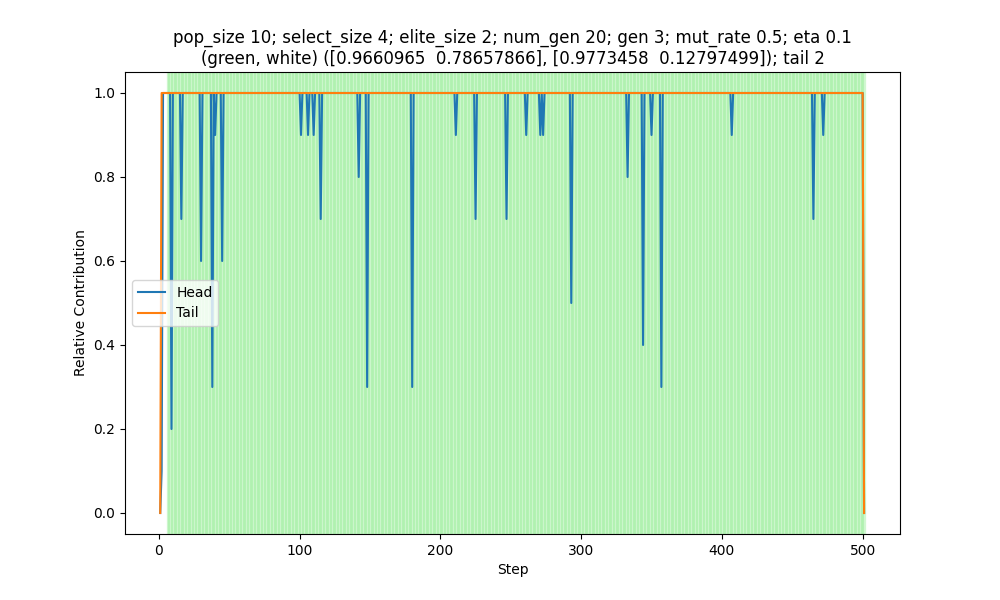 pop_size 10; select_size 4; elite_size 2; num_gen 20; gen 3; mut_rate 0.5; eta 0.1
(green, white) ([0.9660965  0.78657866], [0.9773458  0.12797499]); tail 2
1.0
0.8
0.6
0.4
0.2
0.0
Relative Contribution
Head
Tail
0
100
200
300
400
500
Step